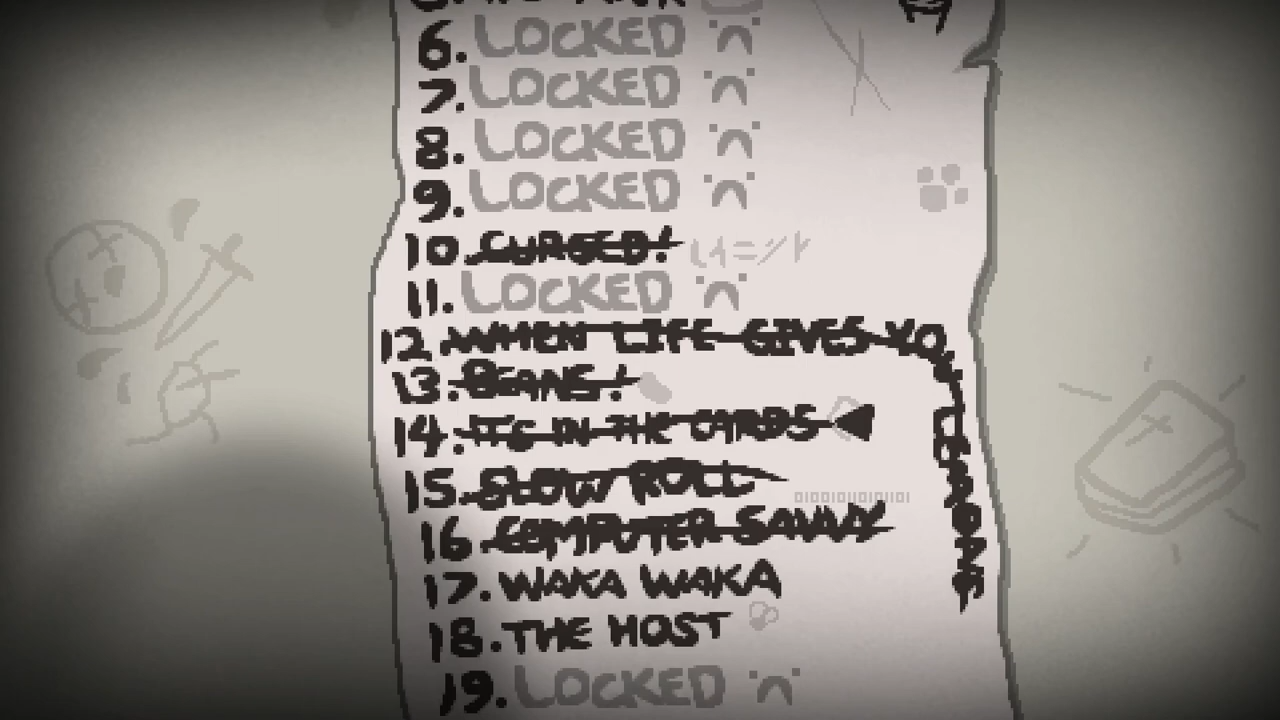 6. LOCKED
7. LOCKED
8. LOCKED
9. LOCKED
10. CURSED!
11. LOCKED
12 WHEN LIFE GIVES YOU LEMONS
13. BEANS!
14. IT'S IN THE CARDS
15. SLOW ROLL
010010110101101
16 COMPUTER SAVVY
17. WAKA WAKA
18. THE HOST
19. LOCKED